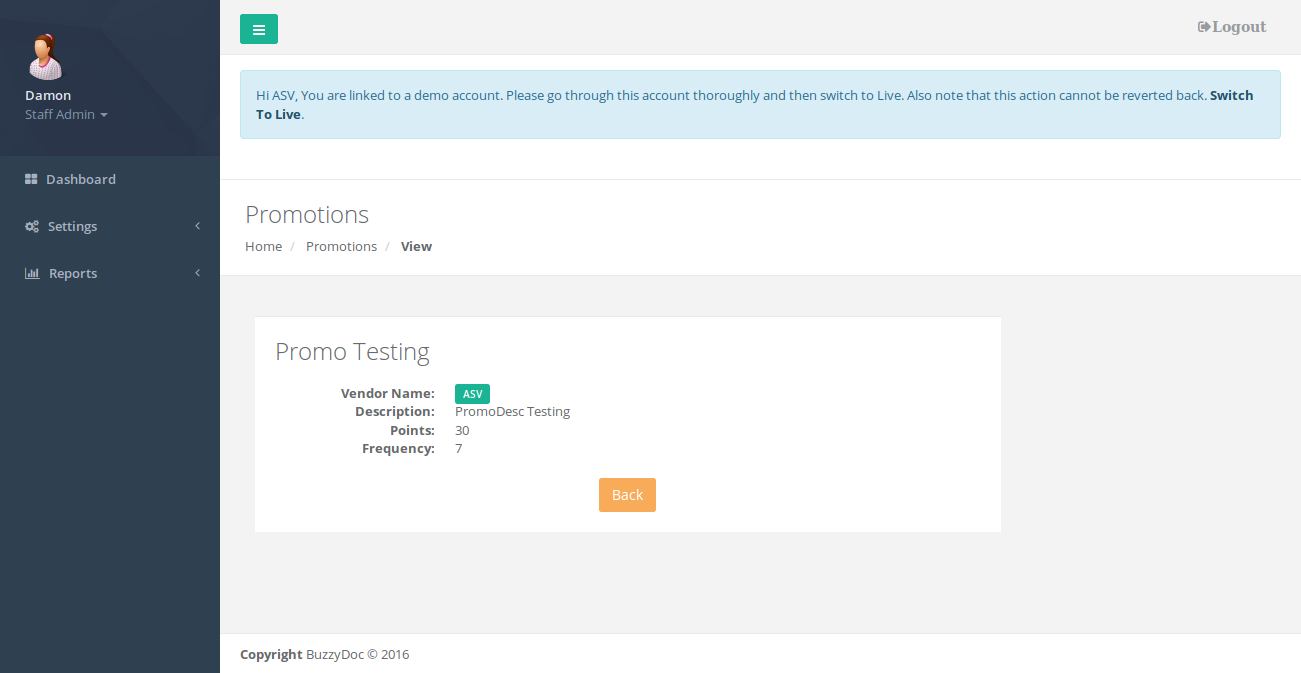 Damon
Staff Admin
Dashboard
Settings
Reports
Logout
Hi ASV, You are linked to a demo account. Please go through this account thoroughly and then switch to Live. Also note that this action cannot be reverted back. Switch
To Live.
Promotions
Home / Promotions / View
Promo Testing
Vendor Name: ASV
Description: PromoDesc Testing
Points: 30
Frequency: 7
Back
Copyright BuzzyDoc © 2016